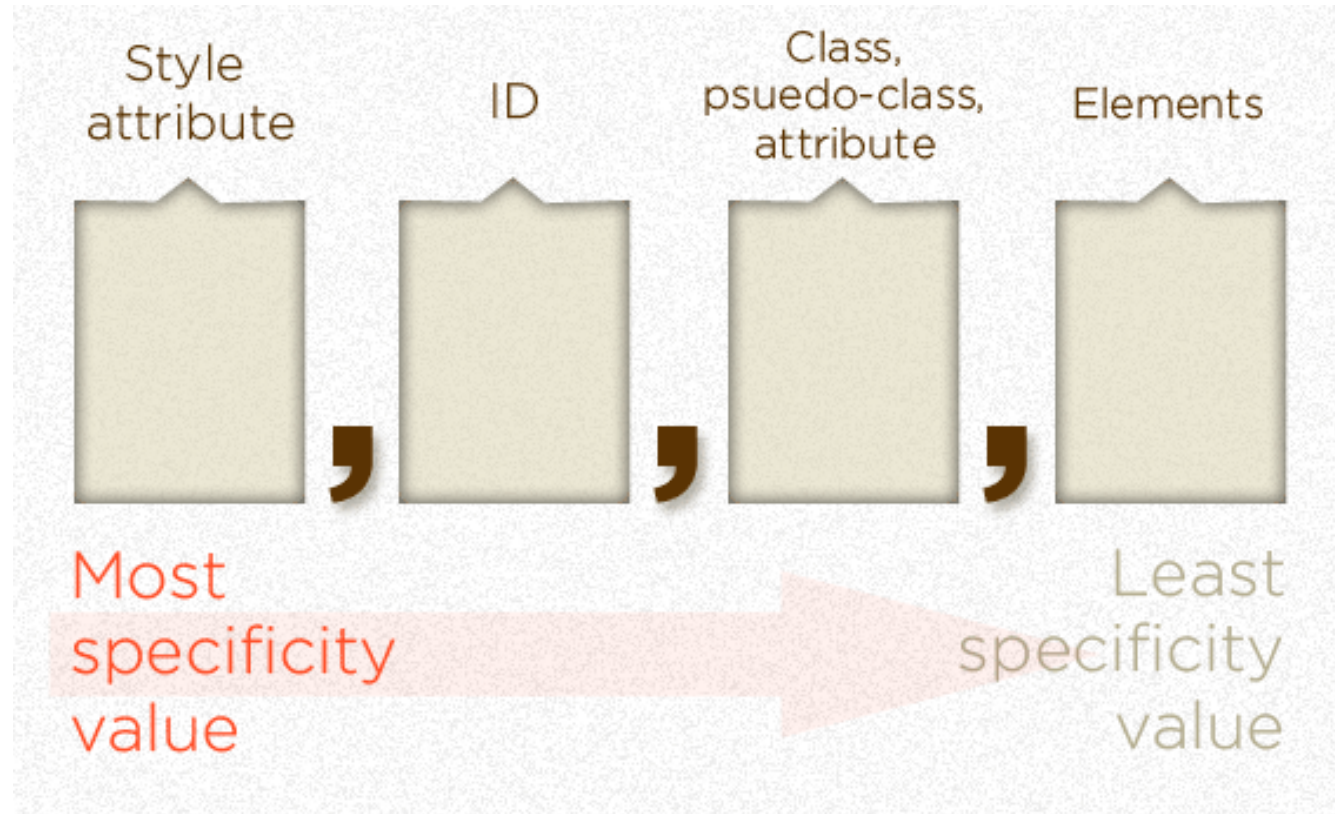 Style
attribute
ID
Class,
psuedo-class,
attribute
Elements
, , ,
Most
specificity
value
Least
specificity
value